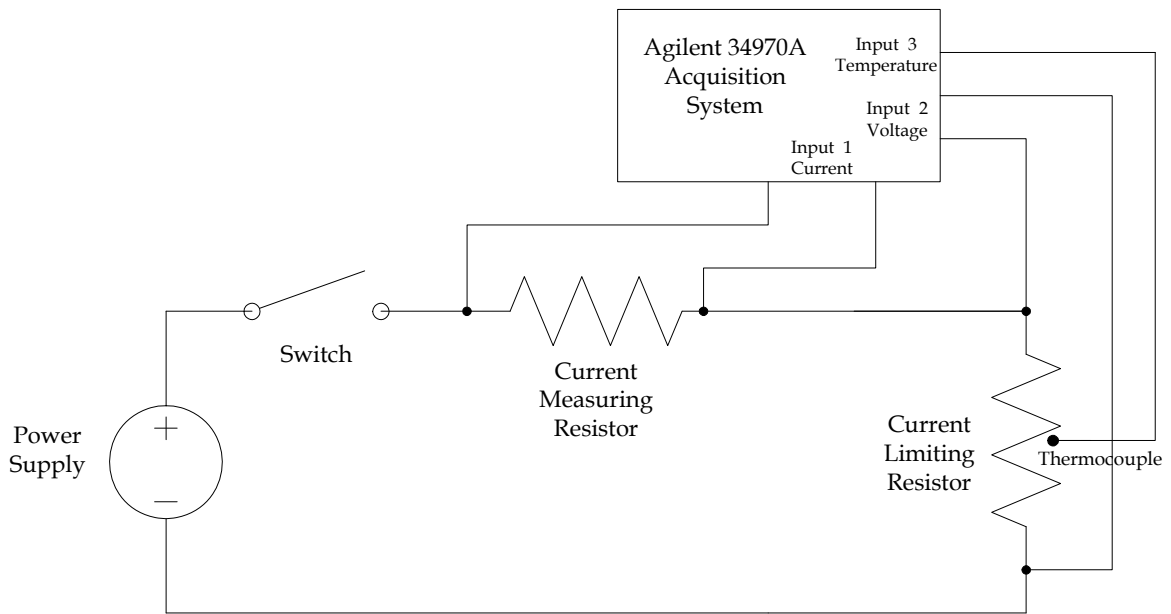 Agilent 34970A
Acquisition
System
Input 3
Temperature
Input 2
Voltage
Input 1
Current
Switch
Current
Measuring
Resistor
Power
Supply
+
—
Current
Limiting
Resistor
Thermocouple